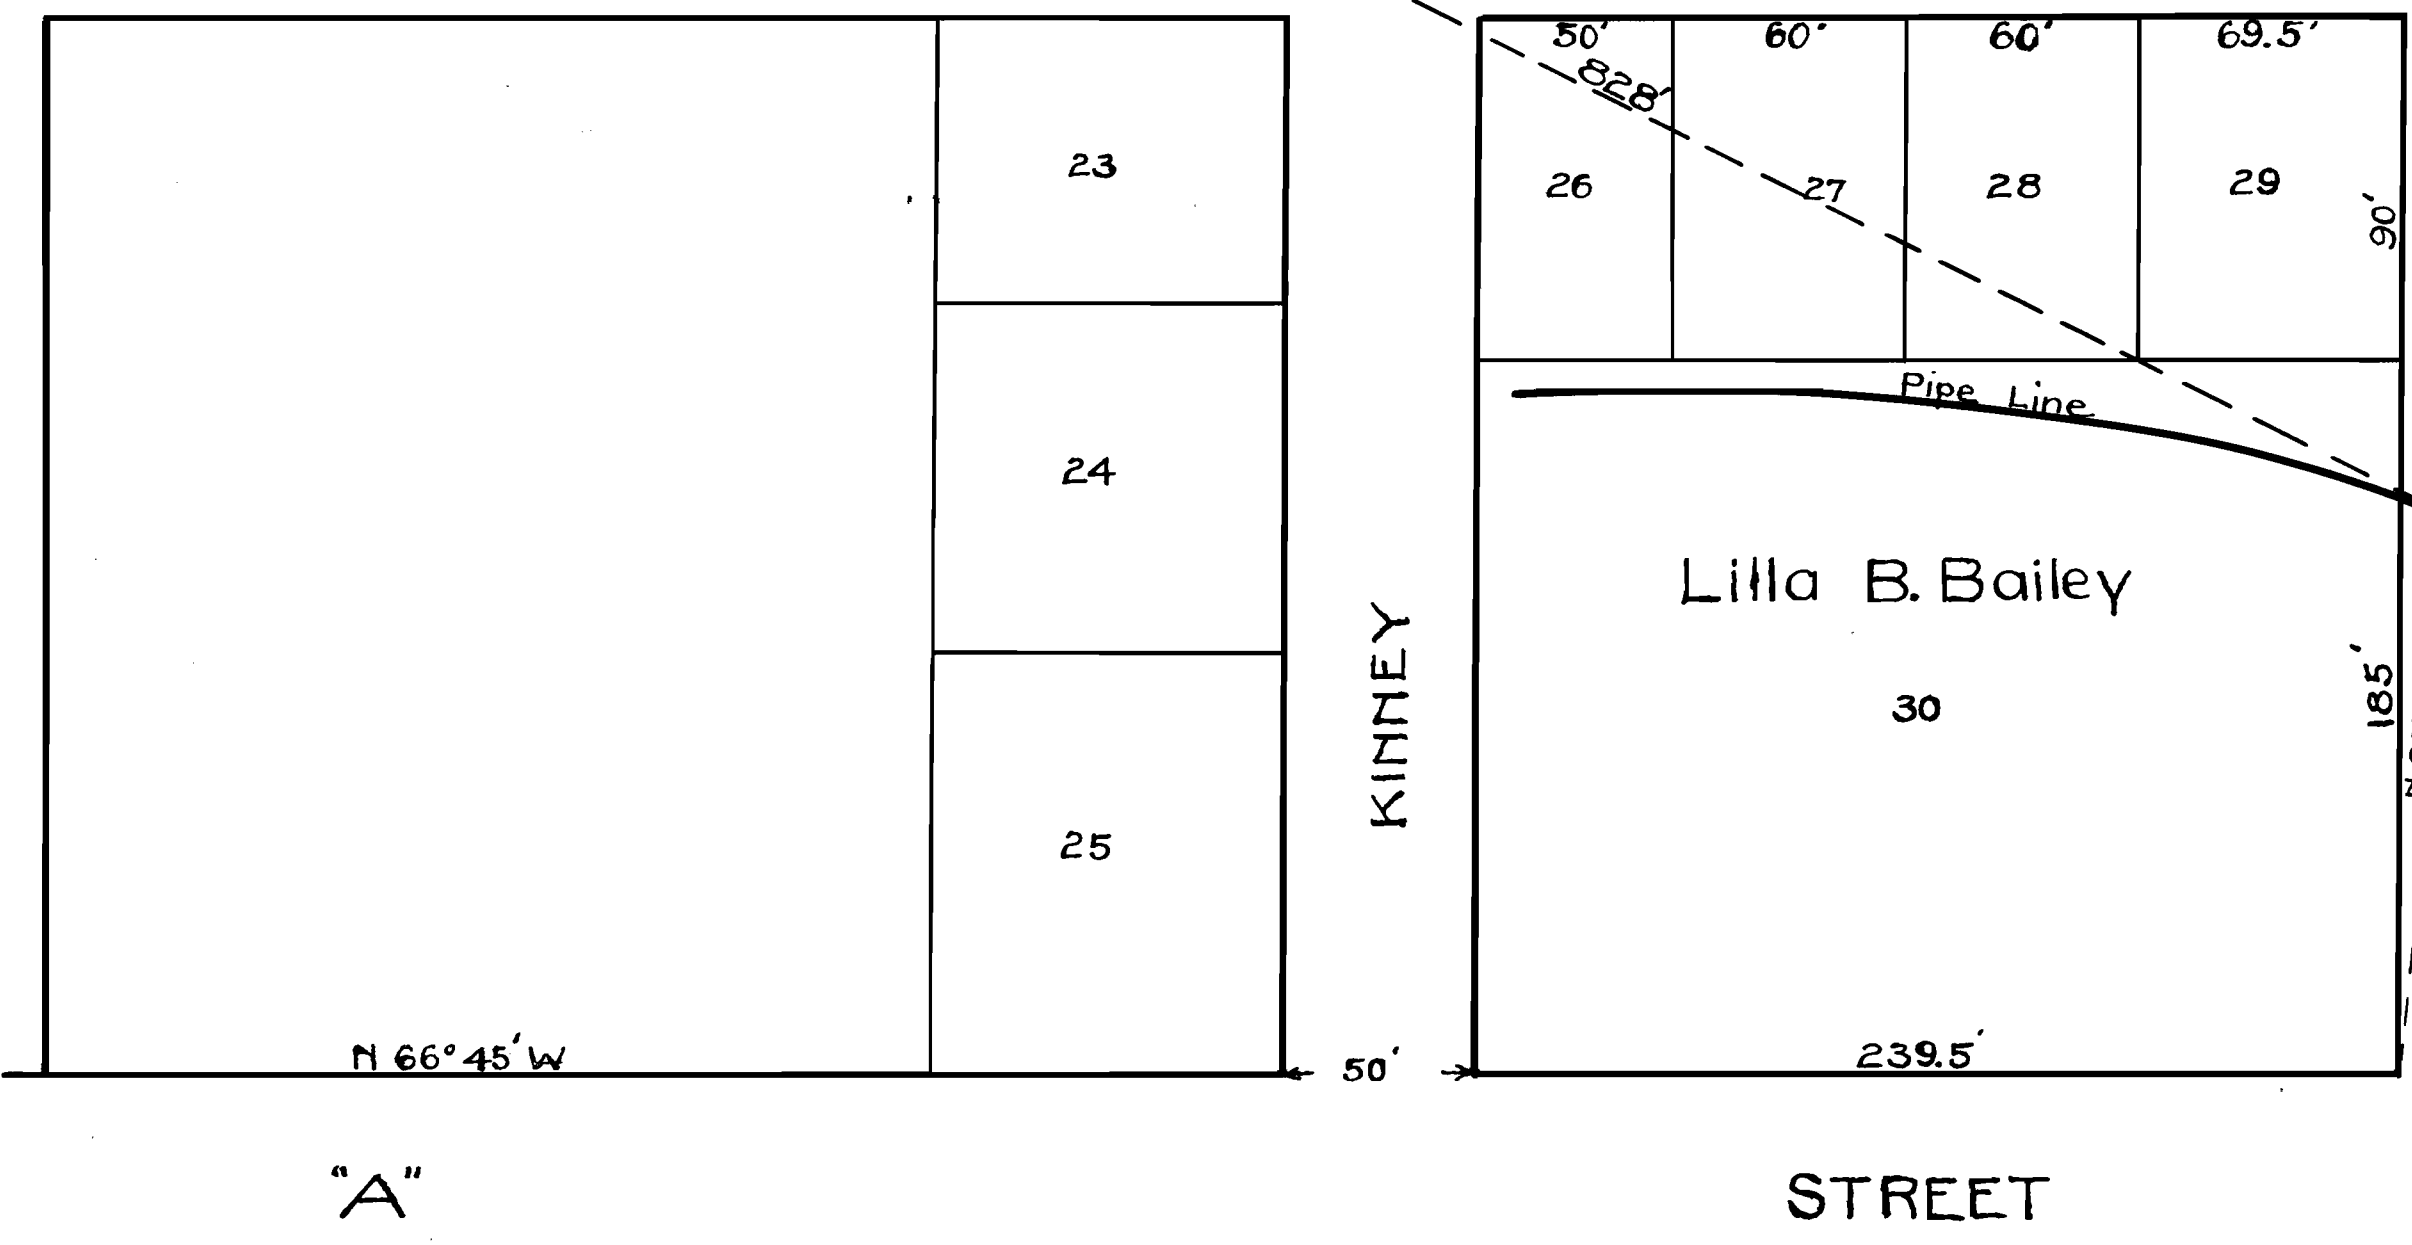 50' 60' 60' 69.5'
828'
23
26 27 28 29
90'
Pipe Line
24
Lilla B. Bailey
KINNEY
185'
30
25
N 66° 45' W
50'
239.5'
"A" STREET